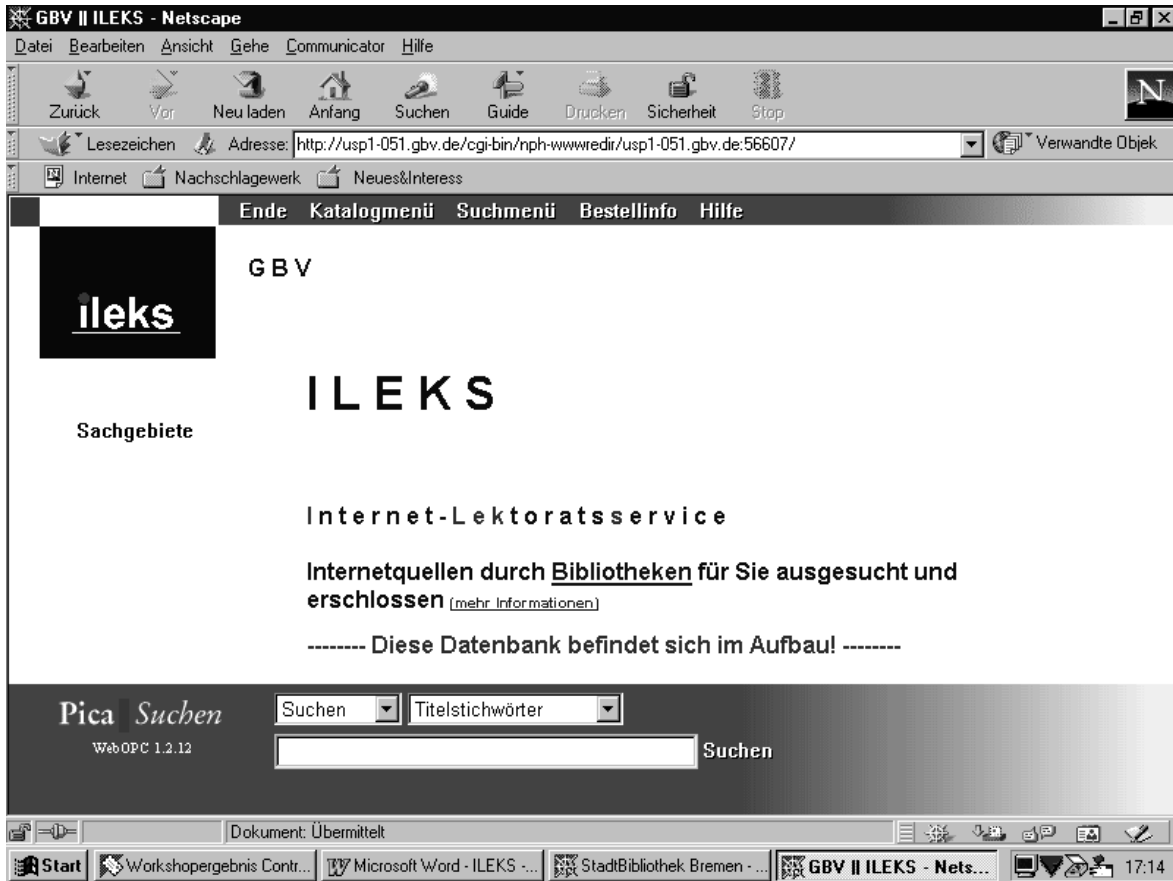 GBV || ILEKS - Netscape
Datei Bearbeiten Ansicht Gehe Communicator Hilfe
Zurück Vor Neu laden Anfang Suchen Guide Drucken Sicherheit Stop
N
Lesezeichen Adresse: http://usp1-051.gbv.de/cgi-bin/nph-wwwredir/usp1-051.gbv.de:56607/ Verwandte Objek
Internet Nachschlagewerk Neues&Interess
Ende Katalogmenü Suchmenü Bestellinfo Hilfe
ileks
G B V
I L E K S
Sachgebiete
Internet-Lektoratsservice
Internetquellen durch Bibliotheken für Sie ausgesucht und
erschlossen (mehr Informationen)
-------- Diese Datenbank befindet sich im Aufbau! --------
Pica Suchen Suchen Titelstichwörter
WebOPC 1.2.12
Suchen
Dokument: Übermittelt
Start Workshopergebnis Contr... Microsoft Word - ILEKS -... StadtBibliothek Bremen - ... GBV || ILEKS - Nets... 17:14